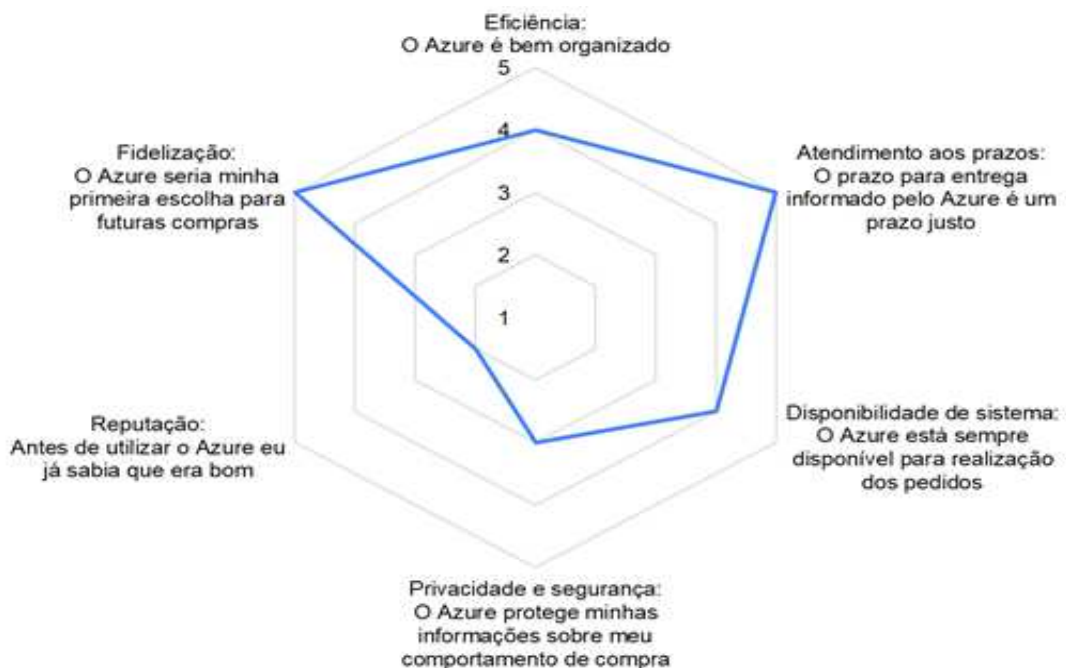 Eficiência:
O Azure é bem organizado
5
4
3
2
1
Atendimento aos prazos:
O prazo para entrega
informado pelo Azure é um
prazo justo
Disponibilidade de sistema:
O Azure está sempre
disponível para realização
dos pedidos
Privacidade e segurança:
O Azure protege minhas
informações sobre meu
comportamento de compra
Reputação:
Antes de utilizar o Azure eu
já sabia que era bom
Fidelização:
O Azure seria minha
primeira escolha para
futuras compras